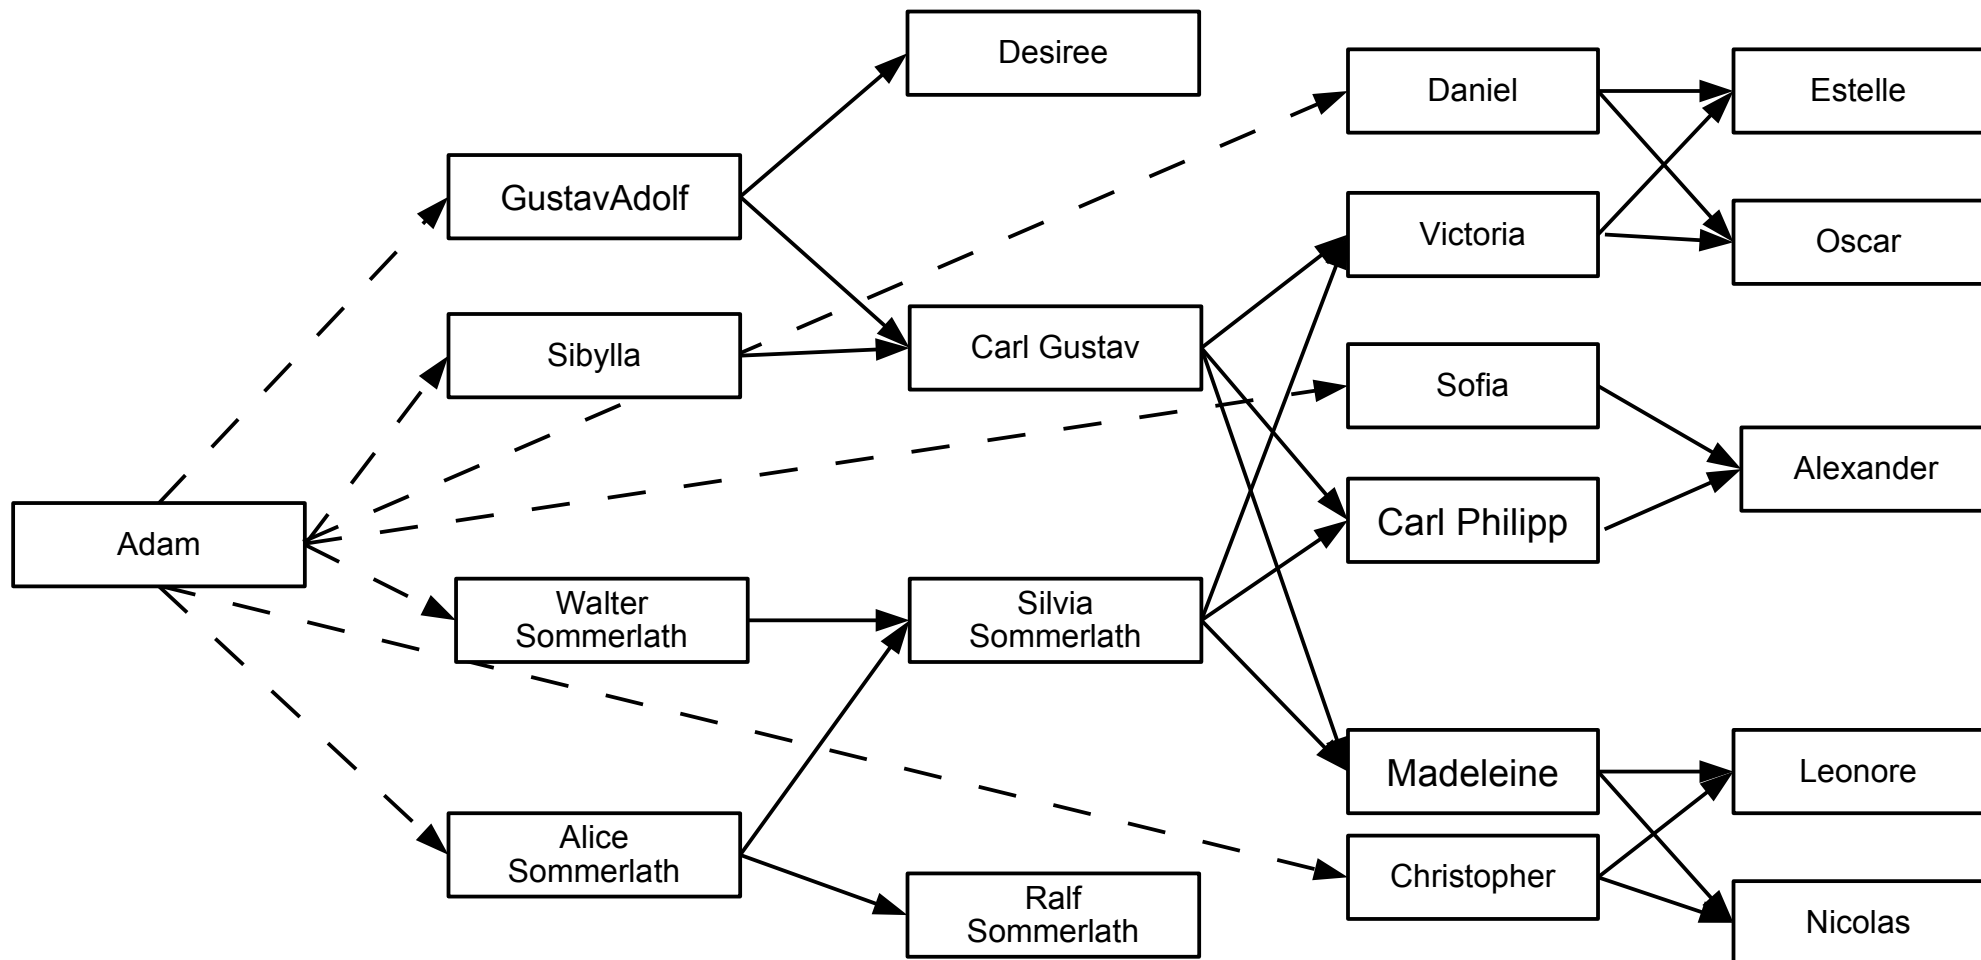 Desiree
Daniel
Estelle
GustavAdolf
Victoria
Oscar
Sibylla
Carl Gustav
Sofia
Alexander
Carl Philipp
Adam
Walter
Sommerlath
Silvia
Sommerlath
Madeleine
Leonore
Alice
Sommerlath
Christopher
Ralf
Sommerlath
Nicolas